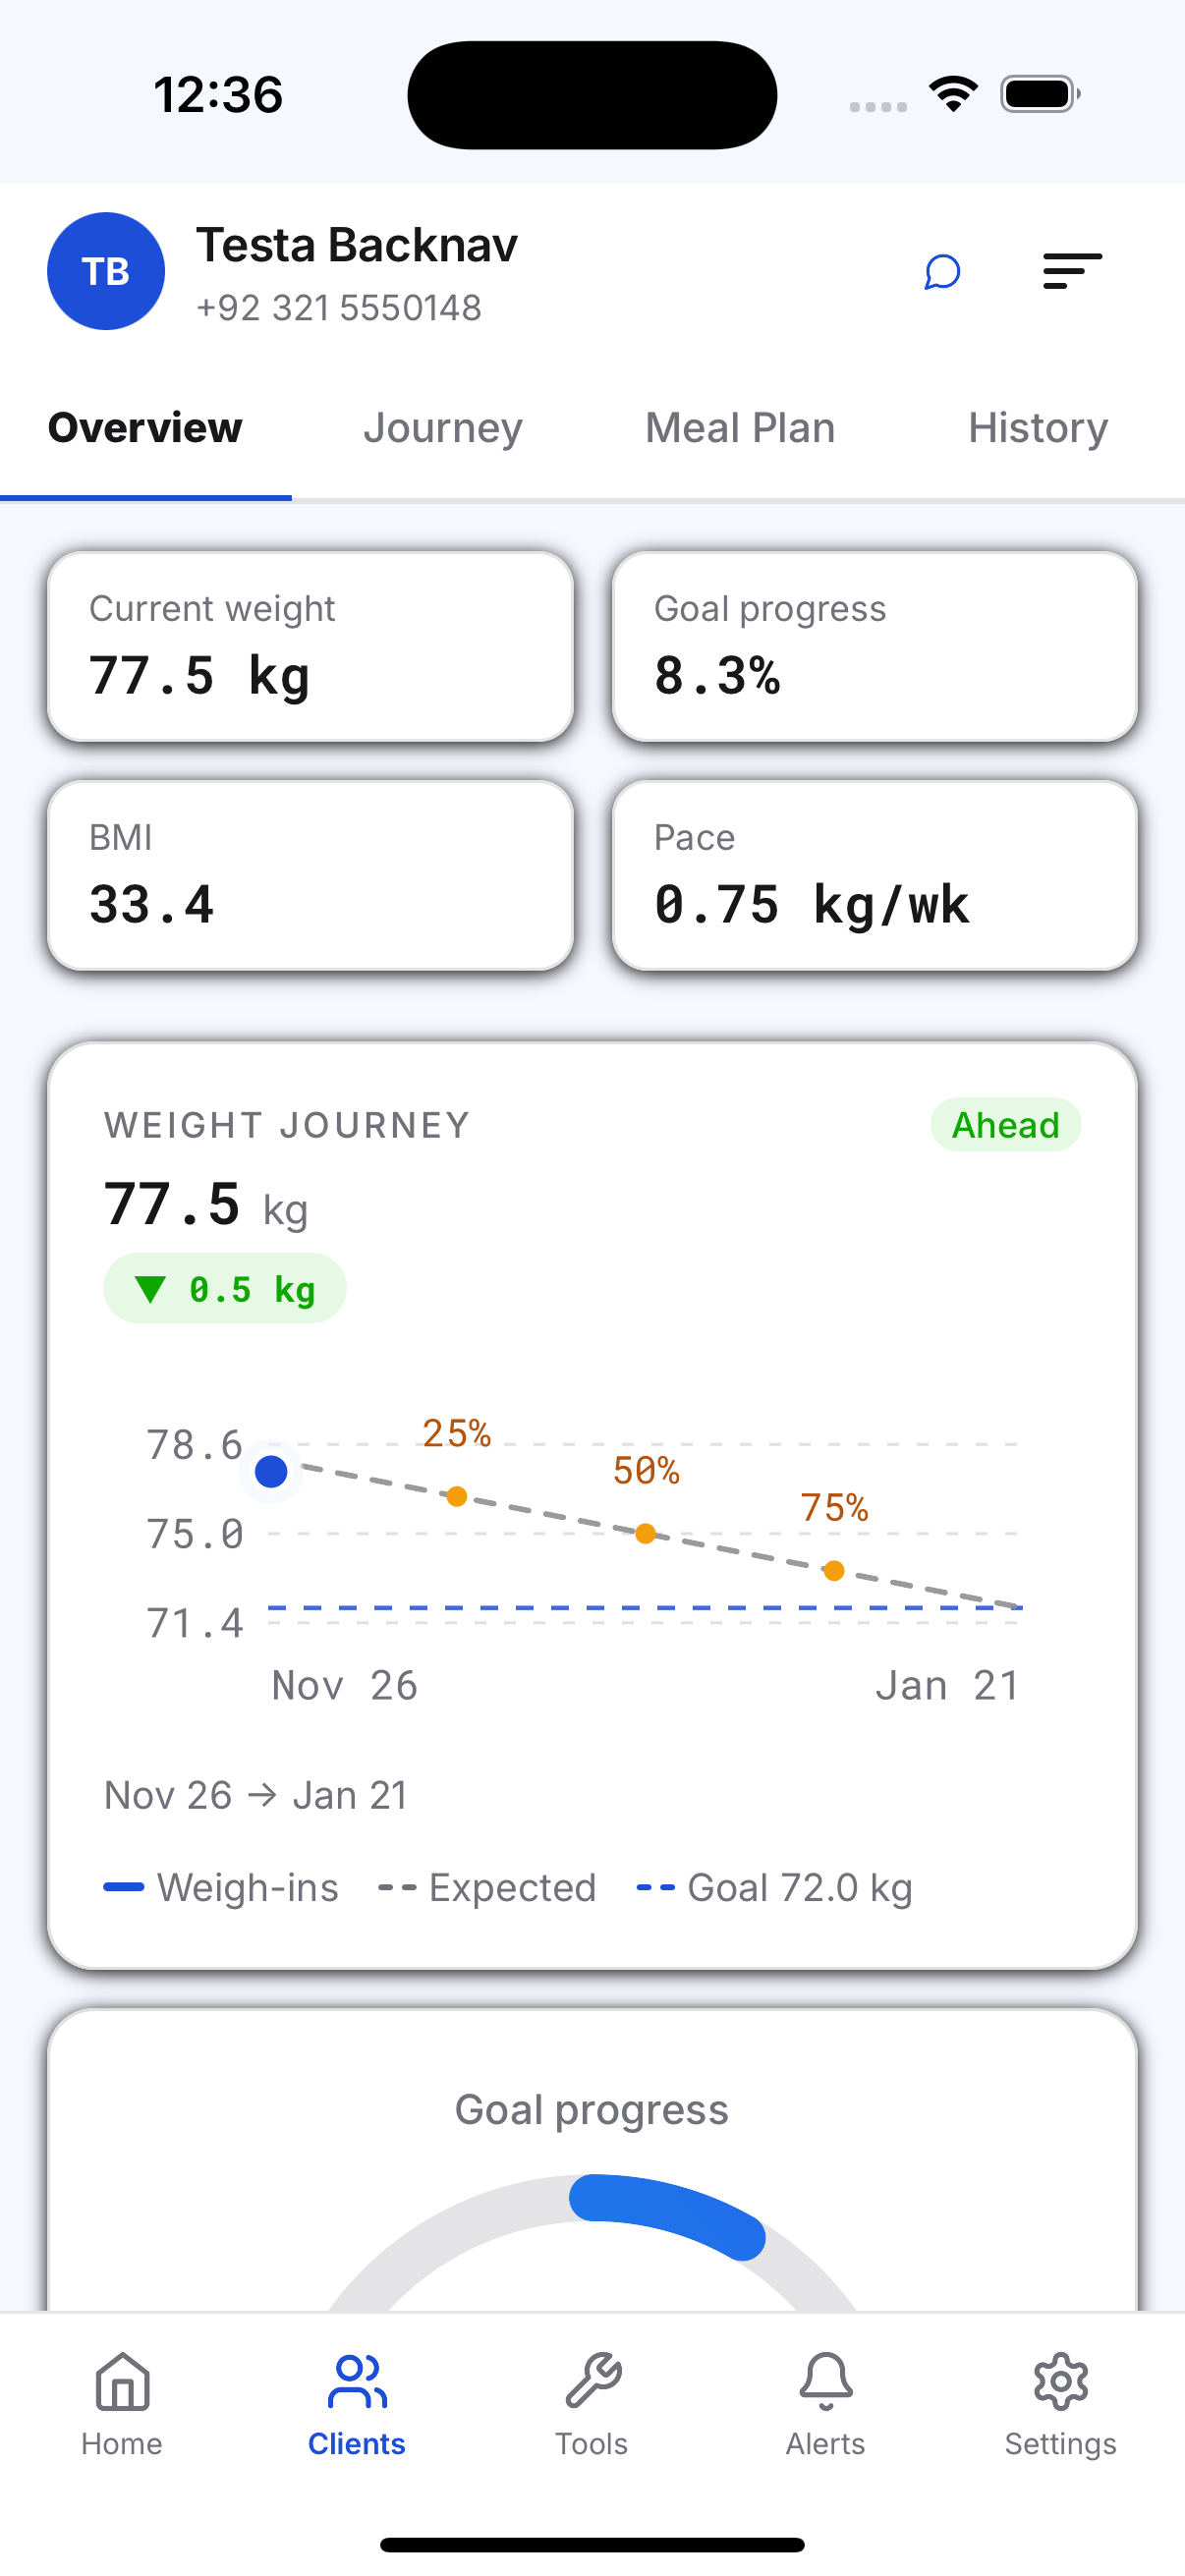 12:36
TB
Testa Backnav
+92 321 5550148
Overview Journey Meal Plan History
Current weight
77.5 kg
Goal progress
8.3%
BMI
33.4
Pace
0.75 kg/wk
WEIGHT JOURNEY
Ahead
77.5 kg
▼ 0.5 kg
78.6
25%
50%
75%
75.0
71.4
Nov 26 Jan 21
Nov 26 → Jan 21
Weigh-ins Expected Goal 72.0 kg
Goal progress
Home Clients Tools Alerts Settings